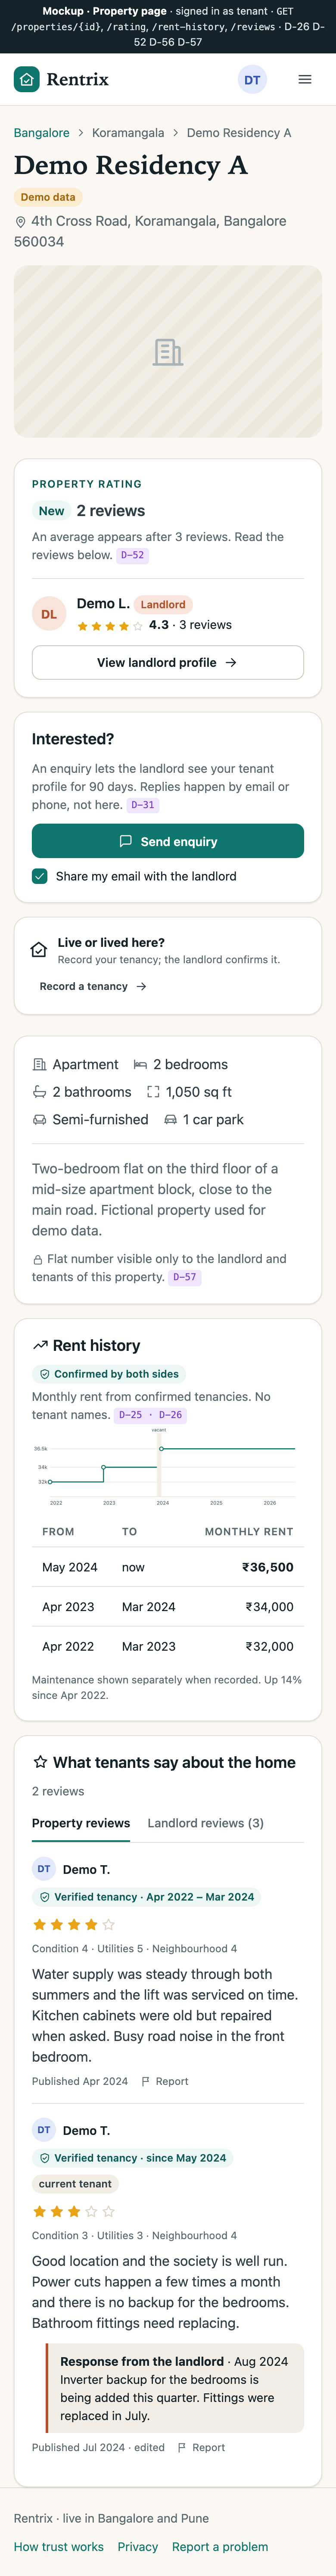 Mockup · Property page · signed in as tenant · GET
/properties/{id}, /rating, /rent-history, /reviews · D-26 D-
52 D-56 D-57
Rentrix
DT
Bangalore > Koramangala > Demo Residency A
Demo Residency A
Demo data
4th Cross Road, Koramangala, Bangalore
560034
PROPERTY RATING
New 2 reviews
An average appears after 3 reviews. Read the
reviews below. D-52
DL
Demo L. Landlord
4.3 · 3 reviews
View landlord profile →
Interested?
An enquiry lets the landlord see your tenant
profile for 90 days. Replies happen by email or
phone, not here. D-31
Send enquiry
Share my email with the landlord
Live or lived here?
Record your tenancy; the landlord confirms it.
Record a tenancy →
Apartment 2 bedrooms
2 bathrooms 1,050 sq ft
Semi-furnished 1 car park
Two-bedroom flat on the third floor of a
mid-size apartment block, close to the
main road. Fictional property used for
demo data.
Flat number visible only to the landlord and
tenants of this property. D-57
Rent history
Confirmed by both sides
Monthly rent from confirmed tenancies. No
tenant names. D-25 · D-26
vacant
36.5k
34k
32k
2022 2023 2024 2025 2026
FROM TO MONTHLY RENT
May 2024 now ₹36,500
Apr 2023 Mar 2024 ₹34,000
Apr 2022 Mar 2023 ₹32,000
Maintenance shown separately when recorded. Up 14%
since Apr 2022.
What tenants say about the home
2 reviews
Property reviews Landlord reviews (3)
DT Demo T.
Verified tenancy · Apr 2022 – Mar 2024
Condition 4 · Utilities 5 · Neighbourhood 4
Water supply was steady through both
summers and the lift was serviced on time.
Kitchen cabinets were old but repaired
when asked. Busy road noise in the front
bedroom.
Published Apr 2024 Report
DT Demo T.
Verified tenancy · since May 2024
current tenant
Condition 3 · Utilities 3 · Neighbourhood 4
Good location and the society is well run.
Power cuts happen a few times a month
and there is no backup for the bedrooms.
Bathroom fittings need replacing.
Response from the landlord · Aug 2024
Inverter backup for the bedrooms is
being added this quarter. Fittings were
replaced in July.
Published Jul 2024 · edited Report
Rentrix · live in Bangalore and Pune
How trust works Privacy Report a problem